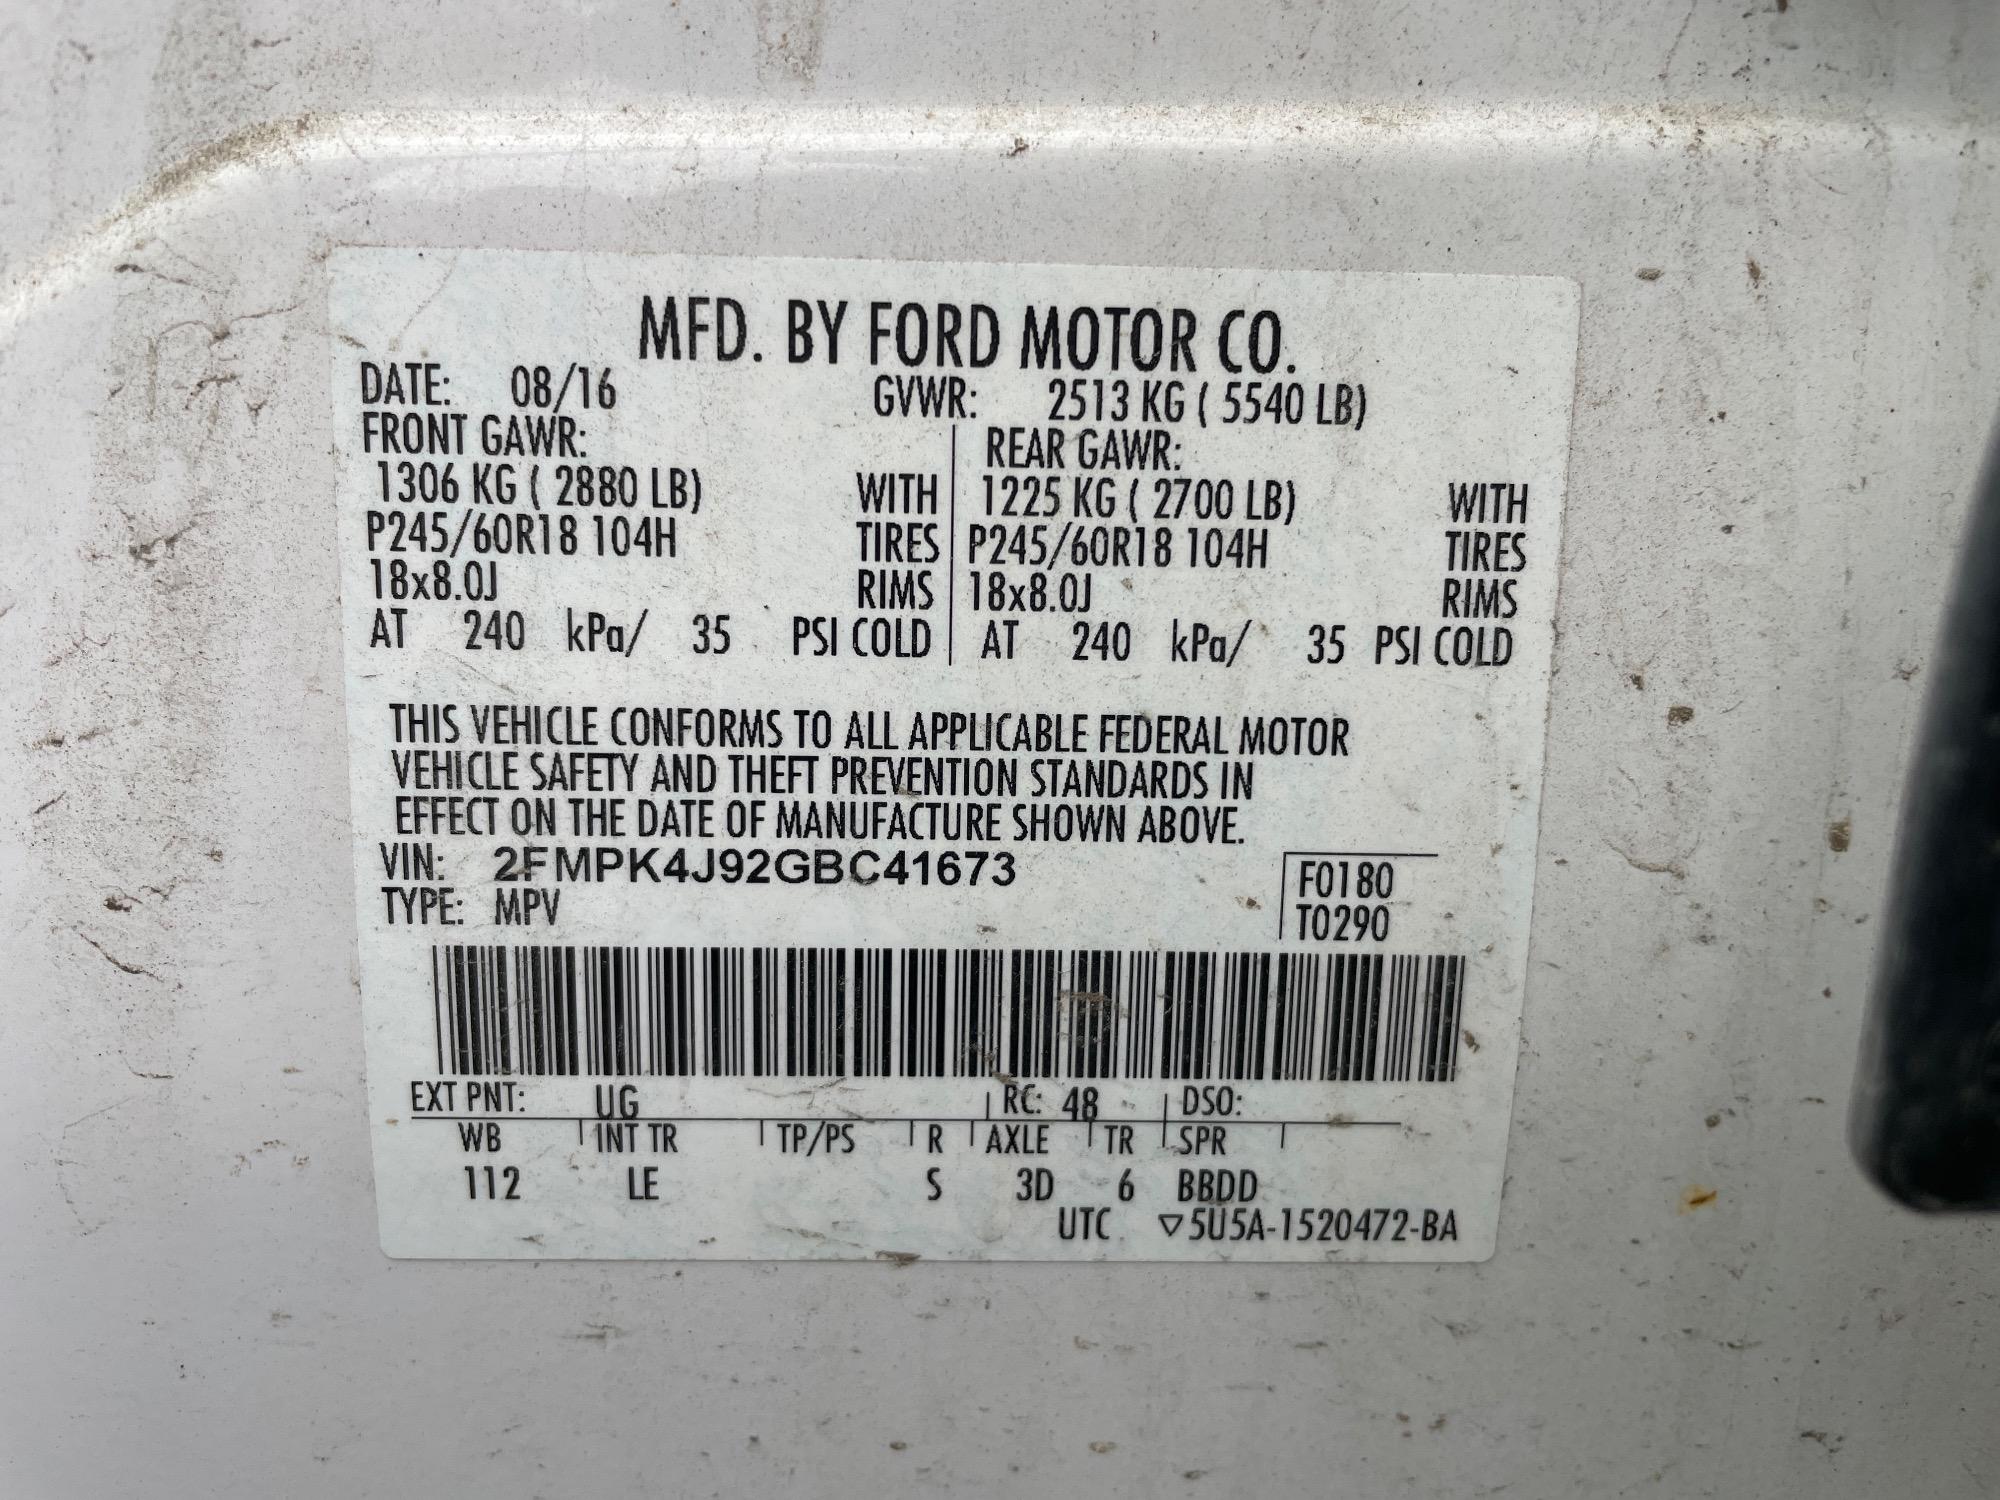 MFD. BY FORD MOTOR CO.
DATE: 08/16 GVWR: 2513 KG ( 5540 LB)
FRONT GAWR: REAR GAWR:
1306 KG ( 2880 LB) WITH 1225 KG ( 2700 LB) WITH
P245/60R18 104H TIRES P245/60R18 104H TIRES
18x8.0J RIMS 18x8.0J RIMS
AT 240 kPa/ 35 PSI COLD AT 240 kPa/ 35 PSI COLD
THIS VEHICLE CONFORMS TO ALL APPLICABLE FEDERAL MOTOR
VEHICLE SAFETY AND THEFT PREVENTION STANDARDS IN
EFFECT ON THE DATE OF MANUFACTURE SHOWN ABOVE.
VIN: 2FMPK4J92GBC41673 F0180
TYPE: MPV T0290
EXT PNT: UG RC: 48 DSO:
WB INT TR TP/PS R AXLE TR SPR
112 LE S 3D 6 BBDD
UTC ▽5U5A-1520472-BA